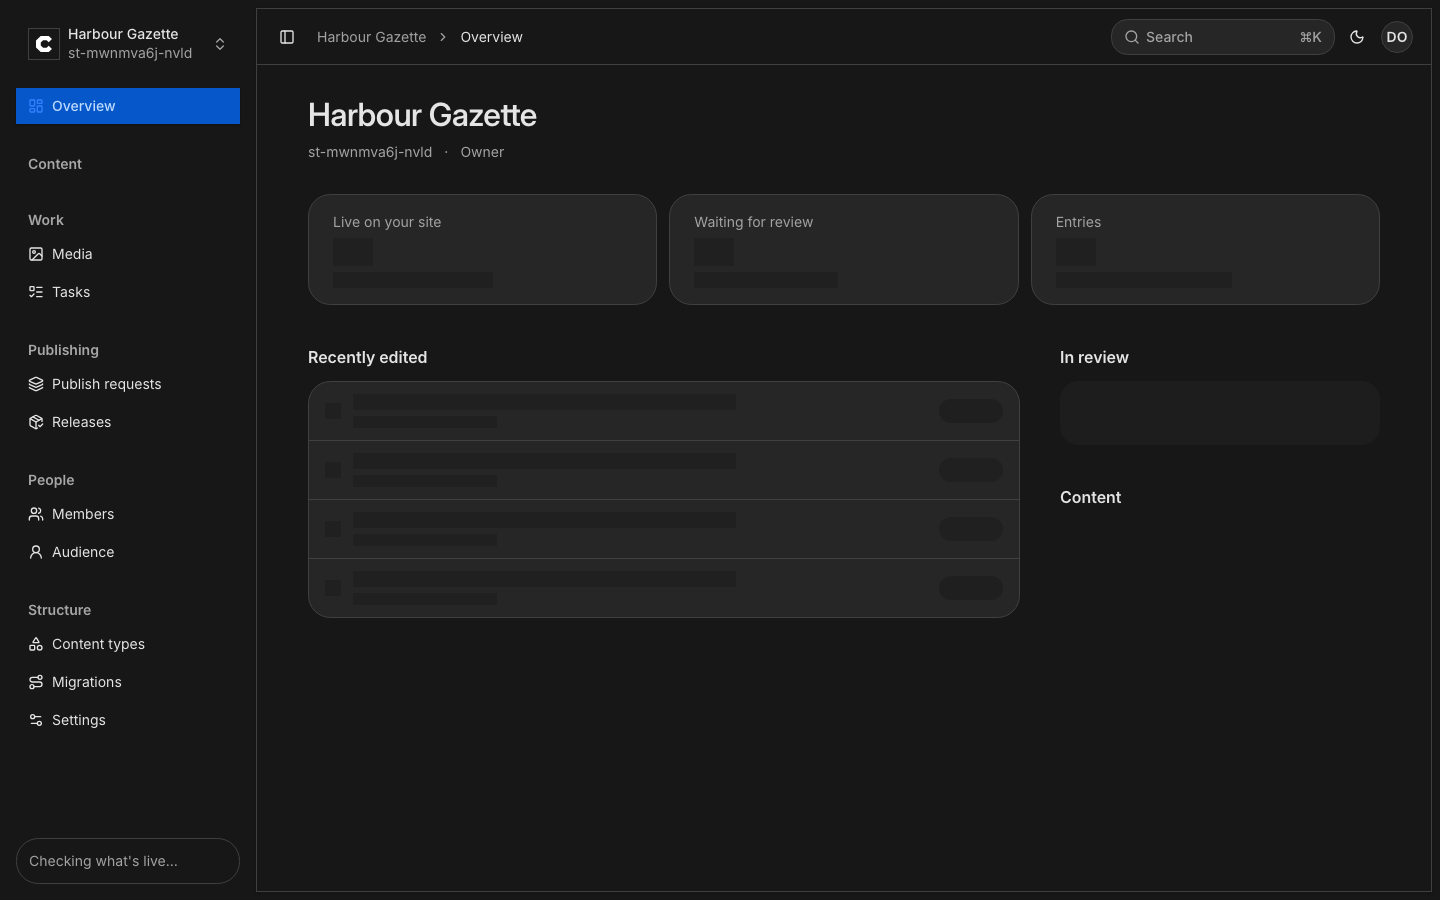 Harbour Gazette
st-mwnmva6j-nvld
Overview
Content
Work
Media
Tasks
Publishing
Publish requests
Releases
People
Members
Audience
Structure
Content types
Migrations
Settings
Checking what's live...
Harbour Gazette > Overview
Search ⌘K
DO
Harbour Gazette
st-mwnmva6j-nvld · Owner
Live on your site
Waiting for review
Entries
Recently edited
In review
Content